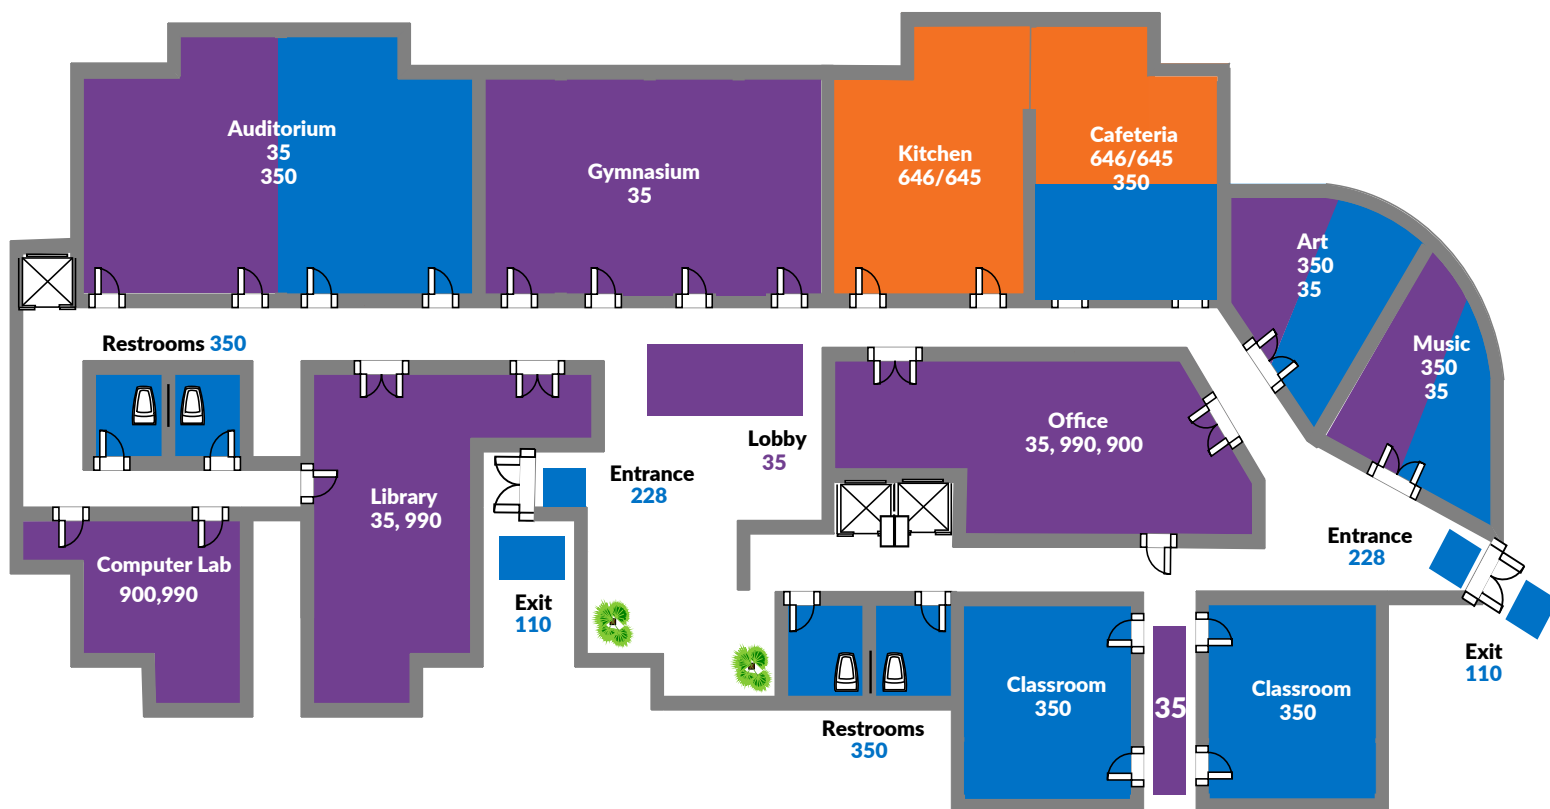 Auditorium
35
350
Gymnasium
35
Kitchen
646/645
Cafeteria
646/645
350
Art
350
35
Music
350
35
Restrooms 350
Lobby
35
Office
35, 990, 900
Library
35, 990
Entrance
228
Computer Lab
900,990
Exit
110
Entrance
228
Exit
110
Restrooms
350
Classroom
350
35
Classroom
350